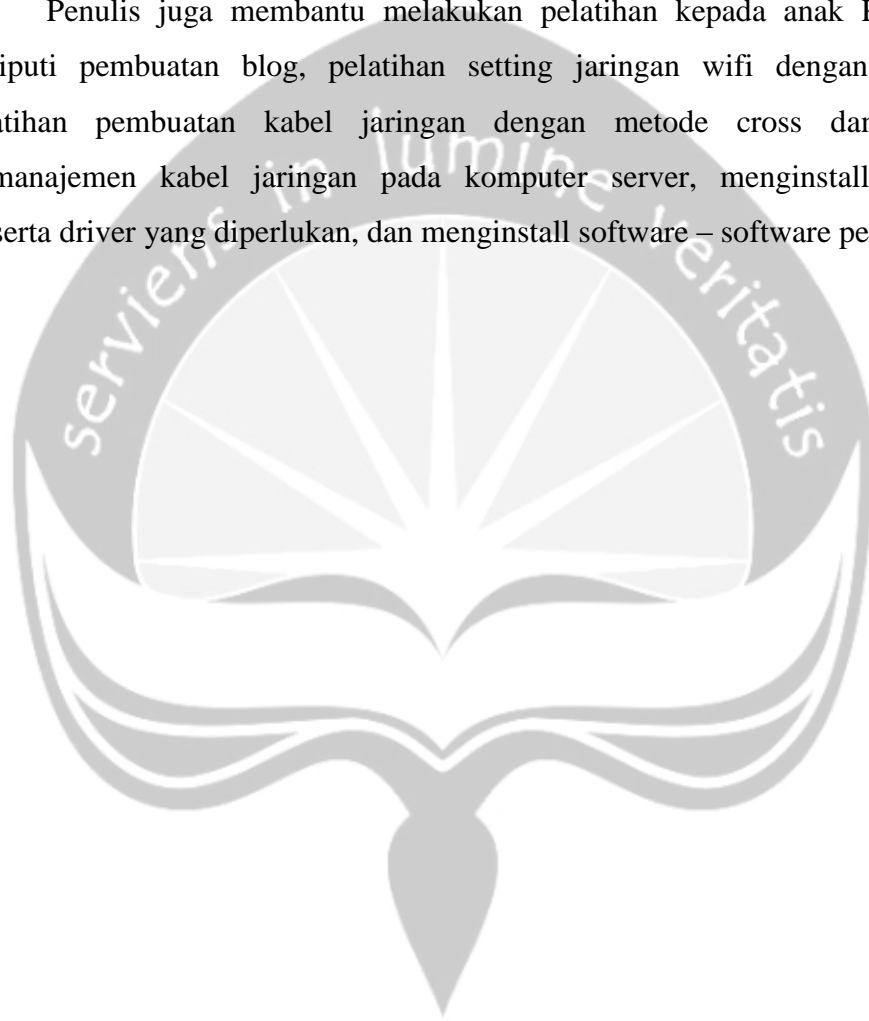 Penulis juga membantu melakukan pelatihan kepada anak
iputi pembuatan blog, pelatihan setting jaringan wifi dengan
atihan pembuatan kabel jaringan dengan metode cross dan
manajemen kabel jaringan pada komputer server, menginstall
serta driver yang diperlukan, dan menginstall software – software pe
serviens in lumine veritatis